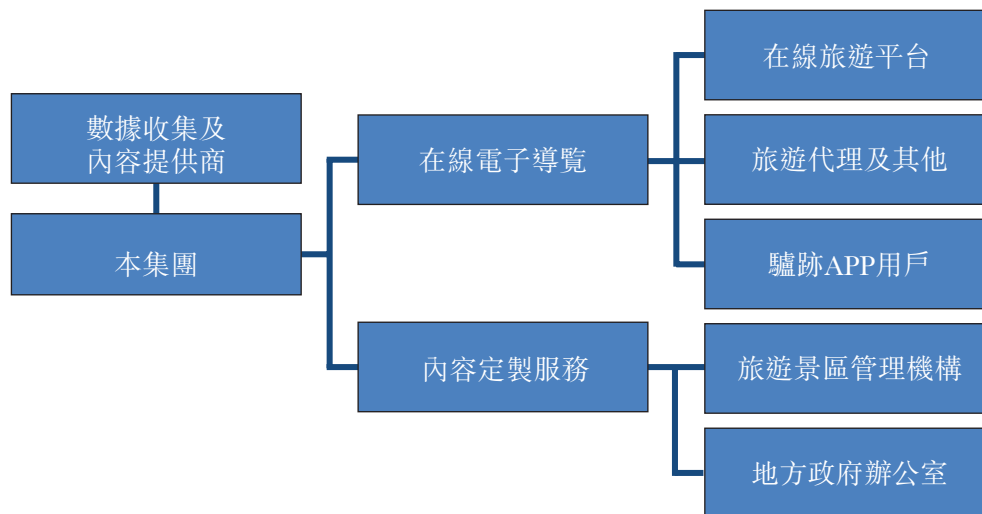 數據收集及
內容提供商
本集團
在線電子導覽
內容定製服務
在線旅遊平台
旅遊代理及其他
驢跡APP用戶
旅遊景區管理機構
地方政府辦公室